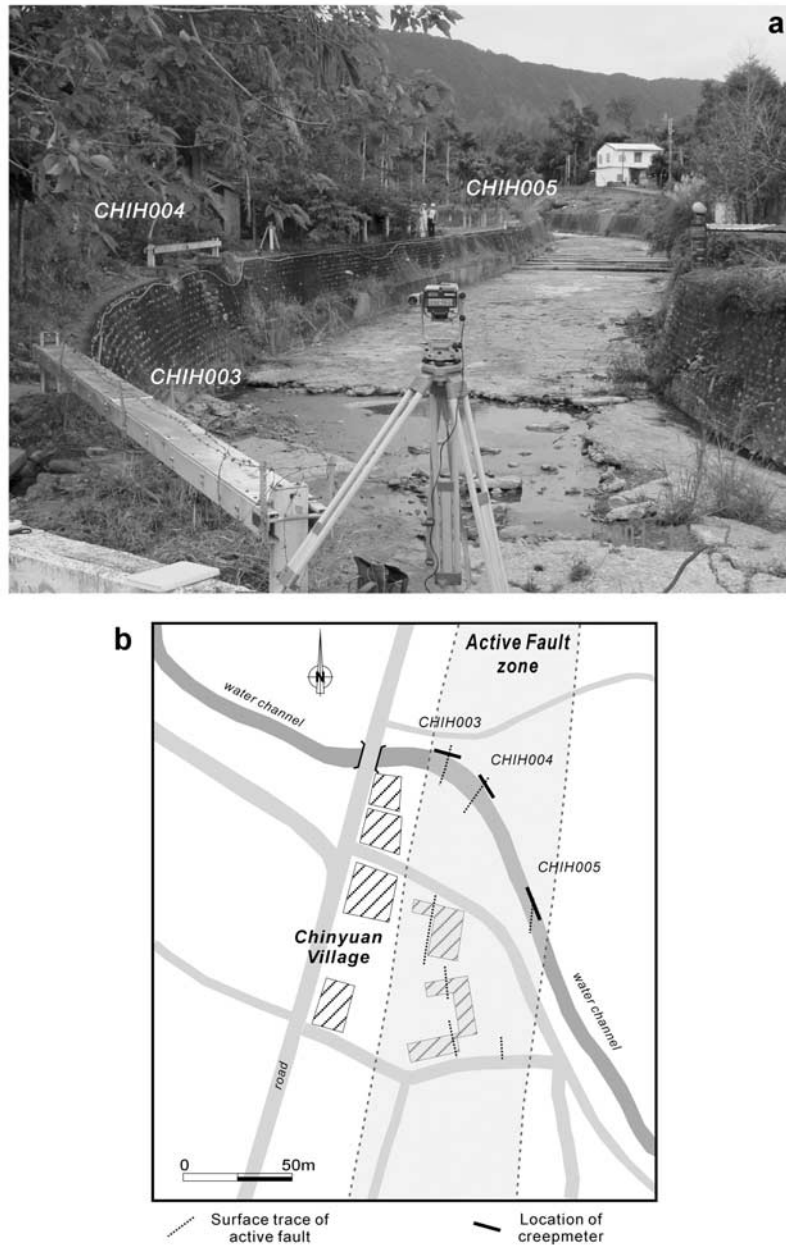 a
CHIH005
CHIH004
CHIH003
b
Active Fault
zone
N
water channel
CHIH003
CHIH004
CHIH005
Chinyuan
Village
water channel
road
0 50m
Surface trace of
active fault
Location of
creepmeter